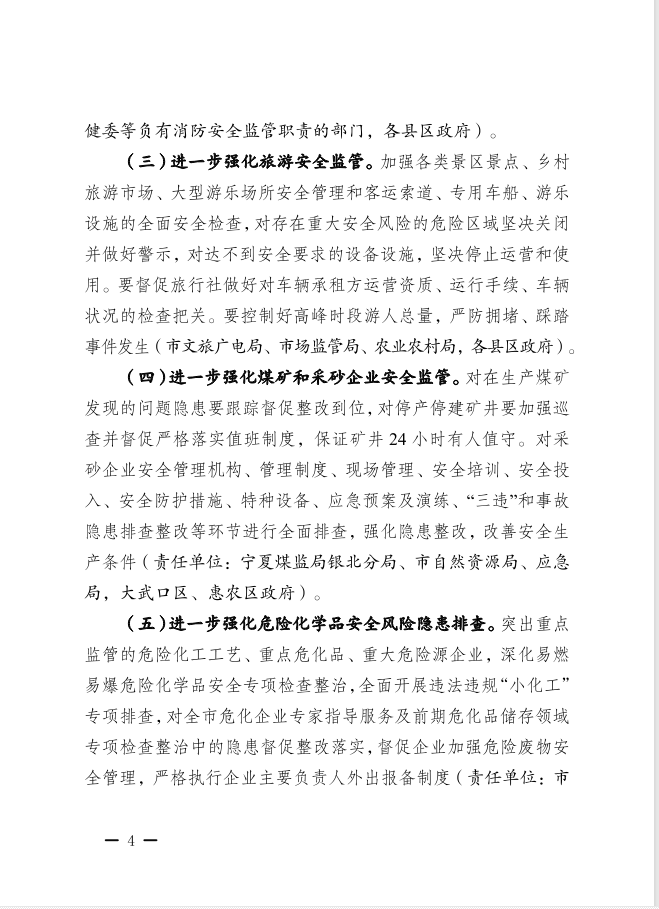 健委等负有消防安全监管职责的部门，各县区政府）。
（三）进一步强化旅游安全监管。加强各类景区景点、乡村
旅游市场、大型游乐场所安全管理和客运索道、专用车船、游乐
设施的全面安全检查，对存在重大安全风险的危险区域坚决关闭
并做好警示，对达不到安全要求的设备设施，坚决停止运营和使
用。要督促旅行社做好对车辆承租方运营资质、运行手续、车辆
状况的检查把关。要控制好高峰时段游人总量，严防拥堵、踩踏
事件发生（市文旅广电局、市场监管局、农业农村局，各县区政府）。
（四）进一步强化煤矿和采砂企业安全监管。对在生产煤矿
发现的问题隐患要跟踪督促整改到位，对停产停建矿井要加强巡
查并督促严格落实值班制度，保证矿井 24 小时有人值守。对采
砂企业安全管理机构、管理制度、现场管理、安全培训、安全投
入、安全防护措施、特种设备、应急预案及演练、“三违”和事故
隐患排查整改等环节进行全面排查，强化隐患整改，改善安全生
产条件（责任单位：宁夏煤监局银北分局、市自然资源局、应急
局，大武口区、惠农区政府）。
（五）进一步强化危险化学品安全风险隐患排查。突出重点
监管的危险化工工艺、重点危化品、重大危险源企业，深化易燃
易爆危险化学品安全专项检查整治，全面开展违法违规“小化工”
专项排查，对全市危化企业专家指导服务及前期危化品储存领域
专项检查整治中的隐患督促整改落实，督促企业加强危险废物安
全管理，严格执行企业主要负责人外出报备制度（责任单位：市
— 4 —